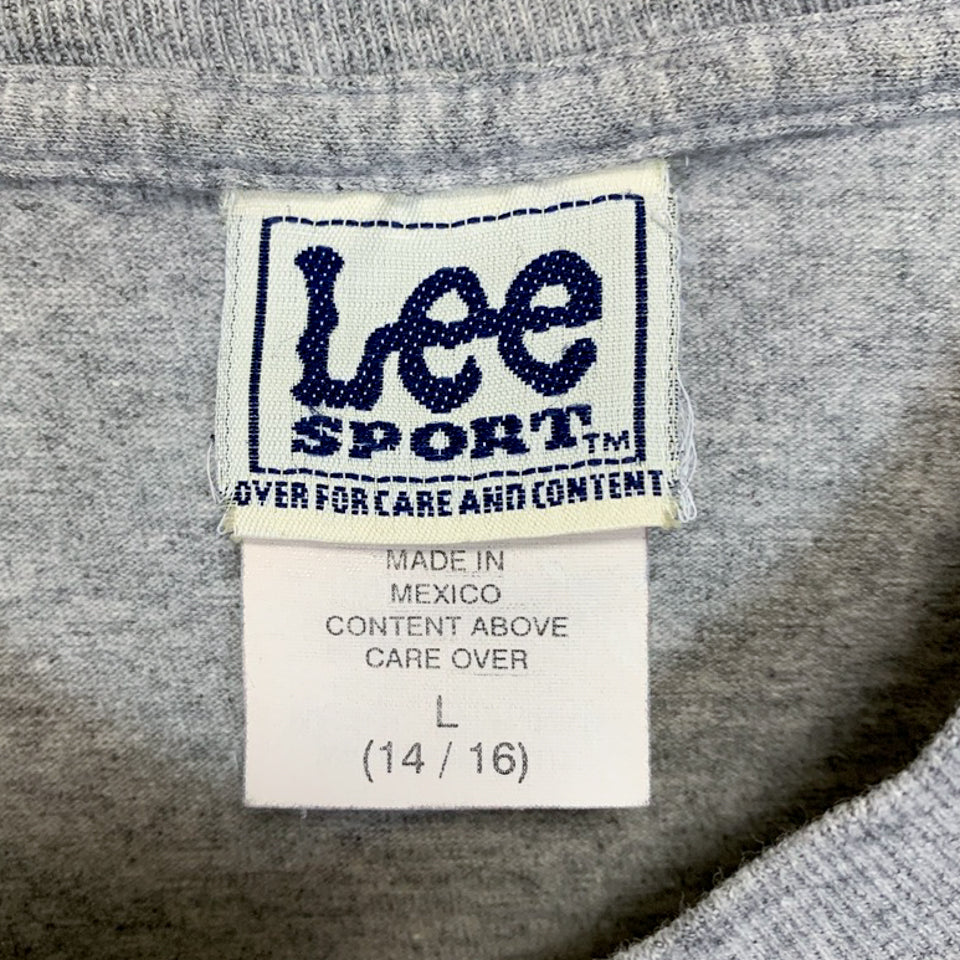 Lee
SPORT™
OVER FOR CARE AND CONTENT
MADE IN
MEXICO
CONTENT ABOVE
CARE OVER
L
(14 / 16)